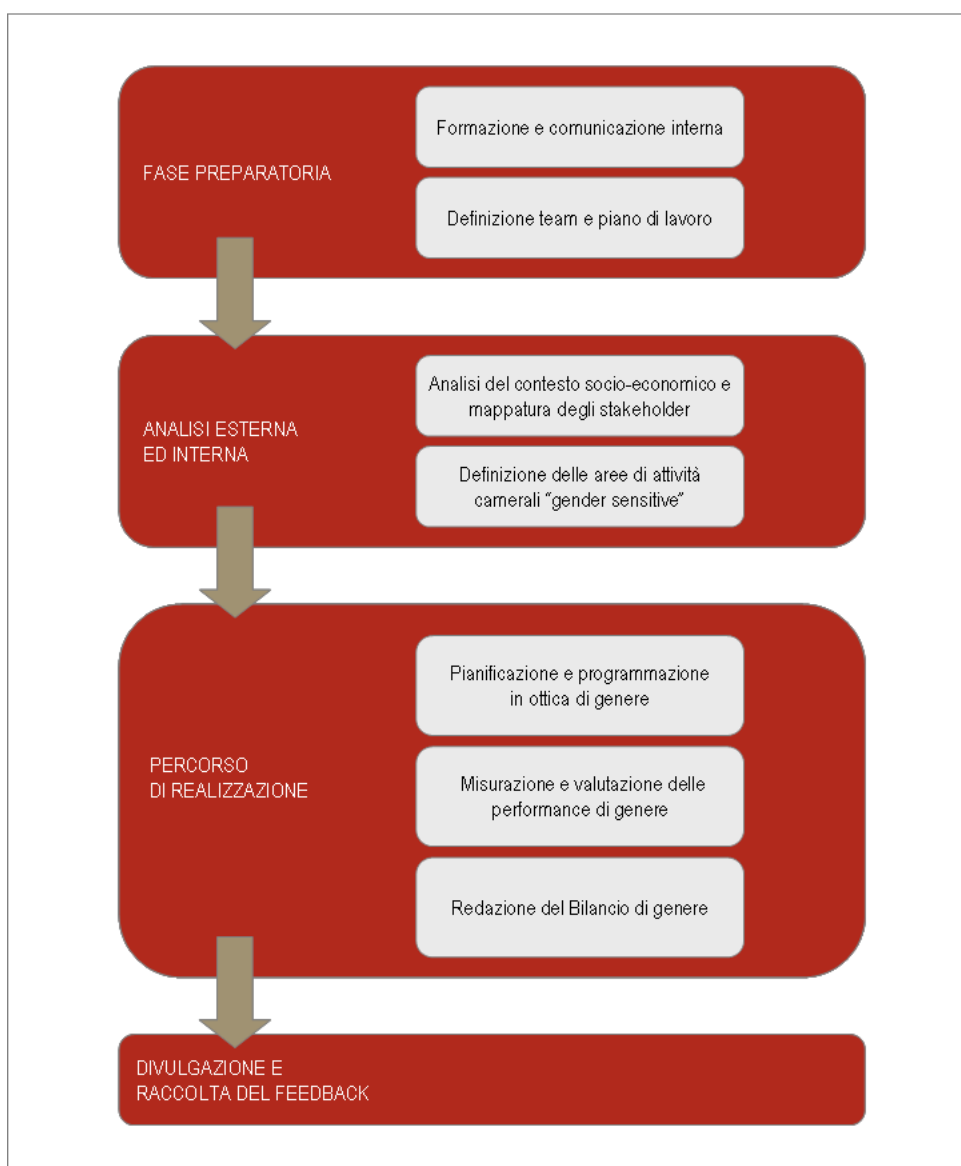 FASE PREPARATORIA
Formazione e comunicazione interna
Definizione team e piano di lavoro
ANALISI ESTERNA
ED INTERNA
Analisi del contesto socio-economico e
mappatura degli stakeholder
Definizione delle aree di attività
camerali “gender sensitive”
PERCORSO
DI REALIZZAZIONE
Pianificazione e programmazione
in ottica di genere
Misurazione e valutazione delle
performance di genere
Redazione del Bilancio di genere
DIVULGAZIONE E
RACCOLTA DEL FEEDBACK